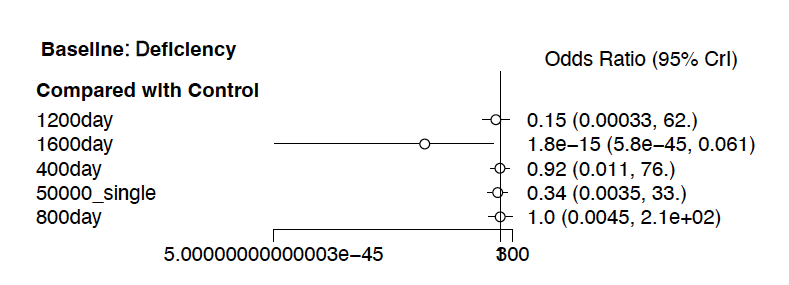 Baseline: Deficiency
Odds Ratio (95% CrI)
Compared with Control
1200day 0.15 (0.00033, 62.)
1600day 1.8e−15 (5.8e−45, 0.061)
400day 0.92 (0.011, 76.)
50000_single 0.34 (0.0035, 33.)
800day 1.0 (0.0045, 2.1e+02)
5.00000000000003e−45